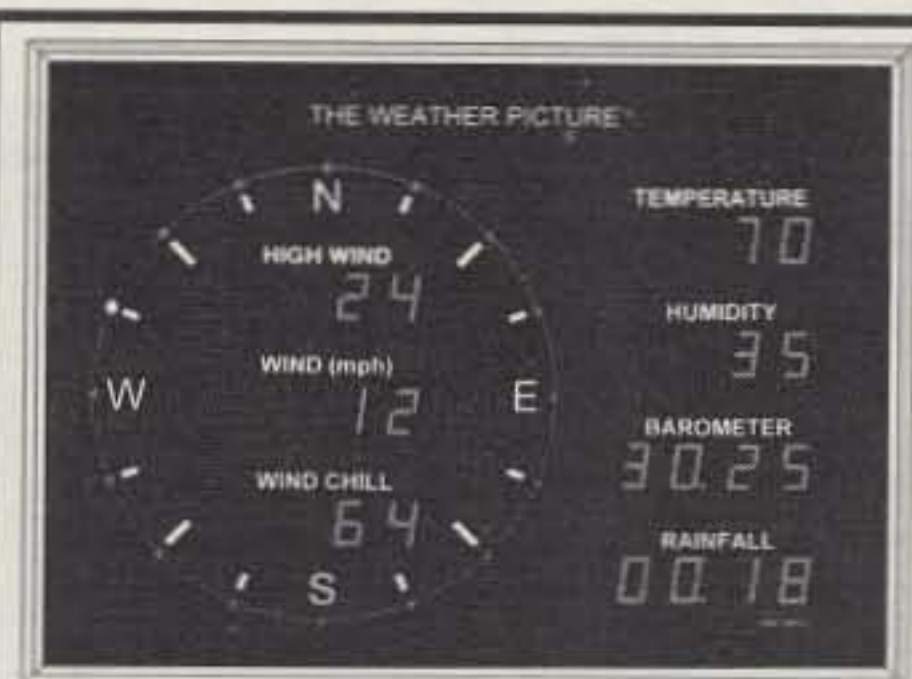 THE WEATHER PICTURE™
N
HIGH WIND
24
WIND (mph)
12
WIND CHILL
64
W
E
S
TEMPERATURE
70
HUMIDITY
35
BAROMETER
30.25
RAINFALL
00.18